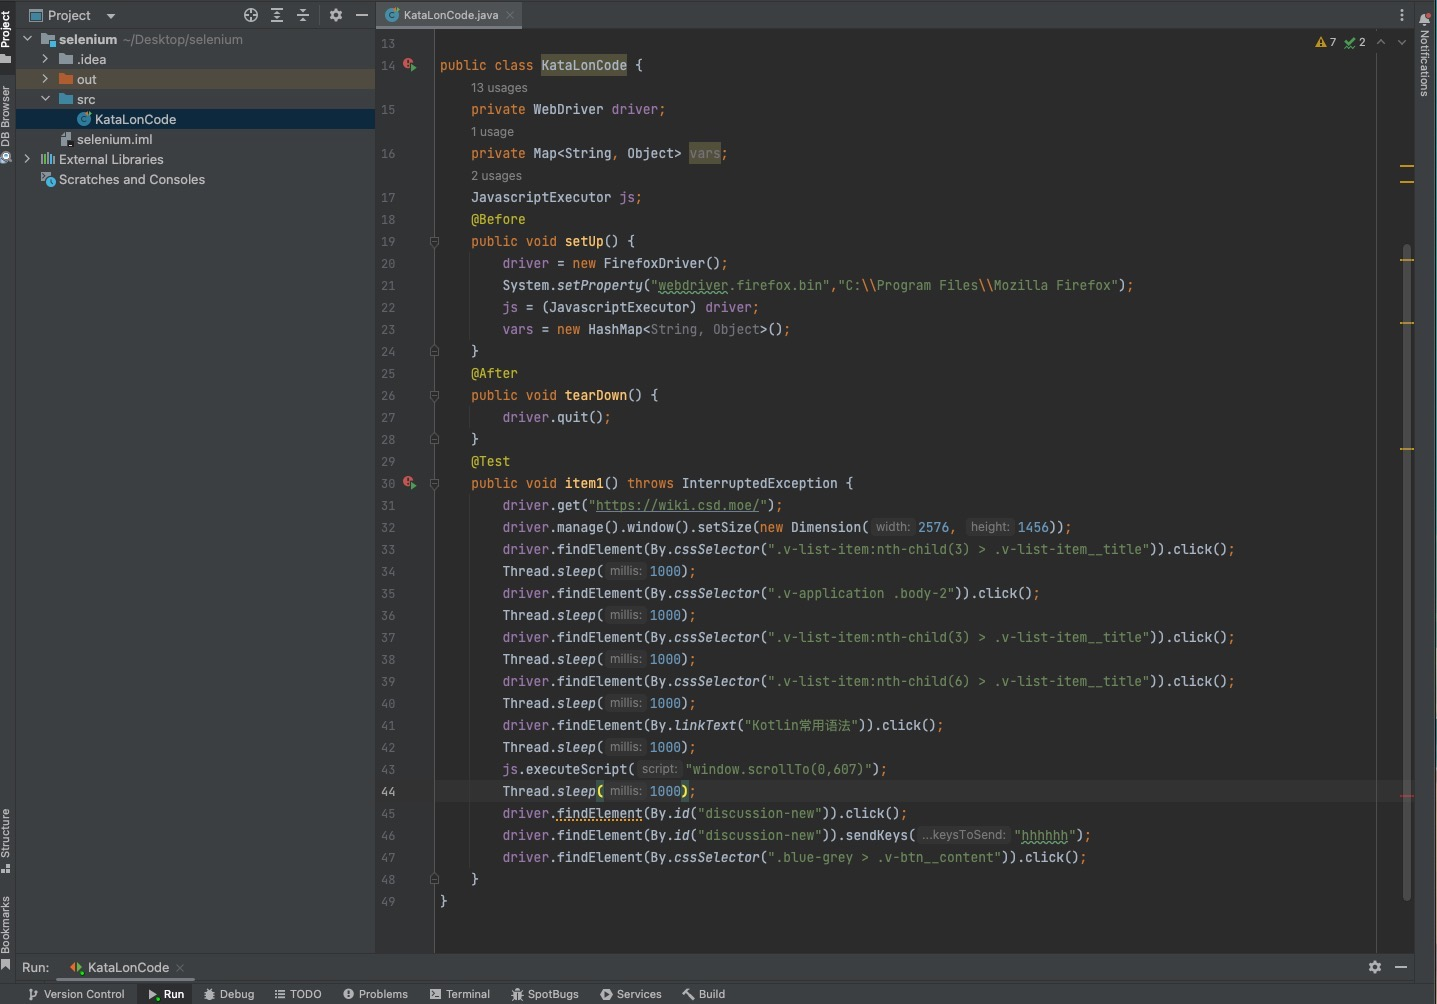 Project
Project
selenium ~/Desktop/selenium
.idea
out
src
KataLonCode
selenium.iml
External Libraries
Scratches and Consoles
DB Browser
Structure
Bookmarks
KataLonCode.java
7 2
Notifications
13
14 public class KataLonCode {
13 usages
15 private WebDriver driver;
1 usage
16 private Map<String, Object> vars;
2 usages
17 JavascriptExecutor js;
18 @Before
19 public void setUp() {
20 driver = new FirefoxDriver();
21 System.setProperty("webdriver.firefox.bin","C:\\Program Files\\Mozilla Firefox");
22 js = (JavascriptExecutor) driver;
23 vars = new HashMap<String, Object>();
24 }
25 @After
26 public void tearDown() {
27 driver.quit();
28 }
29 @Test
30 public void item1() throws InterruptedException {
31 driver.get("https://wiki.csd.moe/");
32 driver.manage().window().setSize(new Dimension( width: 2576, height: 1456));
33 driver.findElement(By.cssSelector(".v-list-item:nth-child(3) > .v-list-item__title")).click();
34 Thread.sleep( millis: 1000);
35 driver.findElement(By.cssSelector(".v-application .body-2")).click();
36 Thread.sleep( millis: 1000);
37 driver.findElement(By.cssSelector(".v-list-item:nth-child(3) > .v-list-item__title")).click();
38 Thread.sleep( millis: 1000);
39 driver.findElement(By.cssSelector(".v-list-item:nth-child(6) > .v-list-item__title")).click();
40 Thread.sleep( millis: 1000);
41 driver.findElement(By.linkText("Kotlin常用语法")).click();
42 Thread.sleep( millis: 1000);
43 js.executeScript( script: "window.scrollTo(0,607)");
44 Thread.sleep( millis: 1000);
45 driver.findElement(By.id("discussion-new")).click();
46 driver.findElement(By.id("discussion-new")).sendKeys( ...keysToSend: "hhhhhh");
47 driver.findElement(By.cssSelector(".blue-grey > .v-btn__content")).click();
48 }
49 }
Run: KataLonCode
Version Control Run Debug TODO Problems Terminal SpotBugs Services Build